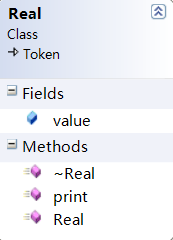 Real
Class
Token
Fields
value
Methods
~Real
print
Real